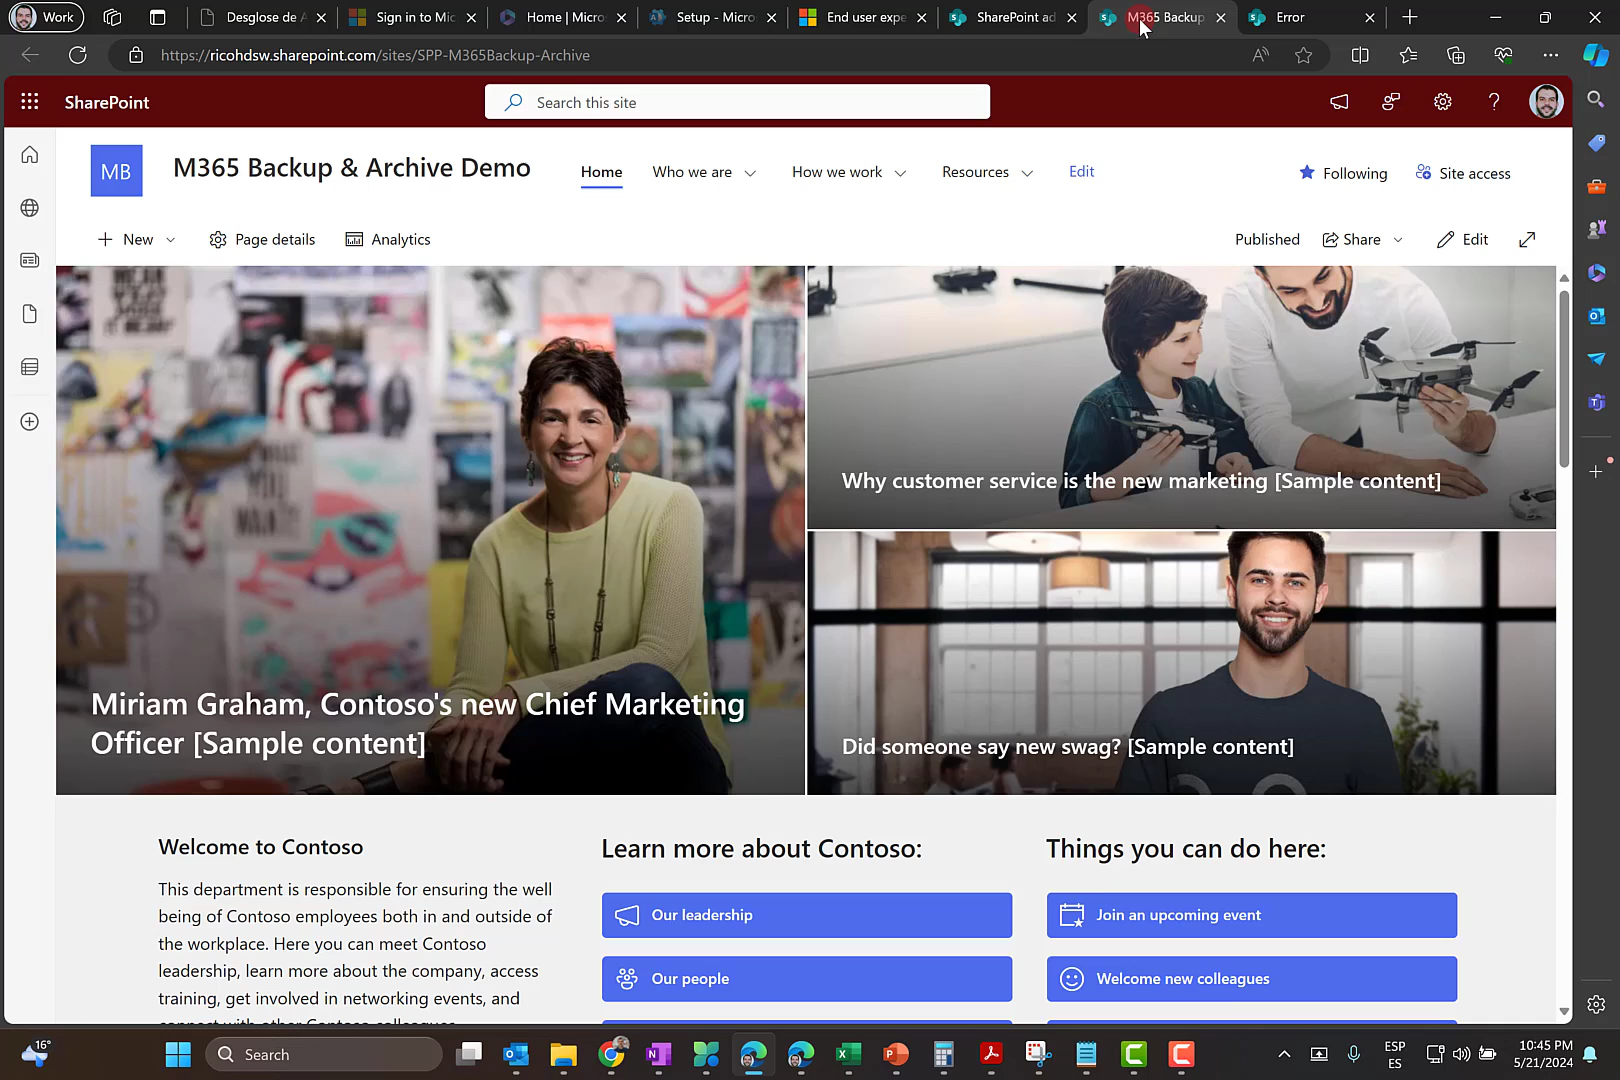 Work
Desglose de A
Sign in to Mic
Home | Micro
Setup - Micro
End user expe
SharePoint ad
M365 Backup
Error
https://ricohdsw.sharepoint.com/sites/SPP-M365Backup-Archive
SharePoint
Search this site
MB
M365 Backup & Archive Demo
Home
Who we are
How we work
Resources
Edit
Following
Site access
New
Page details
Analytics
Published
Share
Edit
Miriam Graham, Contoso's new Chief Marketing
Officer [Sample content]
Why customer service is the new marketing [Sample content]
Did someone say new swag? [Sample content]
Welcome to Contoso
This department is responsible for ensuring the well
being of Contoso employees both in and outside of
the workplace. Here you can meet Contoso
leadership, learn more about the company, access
training, get involved in networking events, and
connect with other Contoso colleagues.
Learn more about Contoso:
Our leadership
Our people
Things you can do here:
Join an upcoming event
Welcome new colleagues
16°
Search
ESP
ES
10:45 PM
5/21/2024